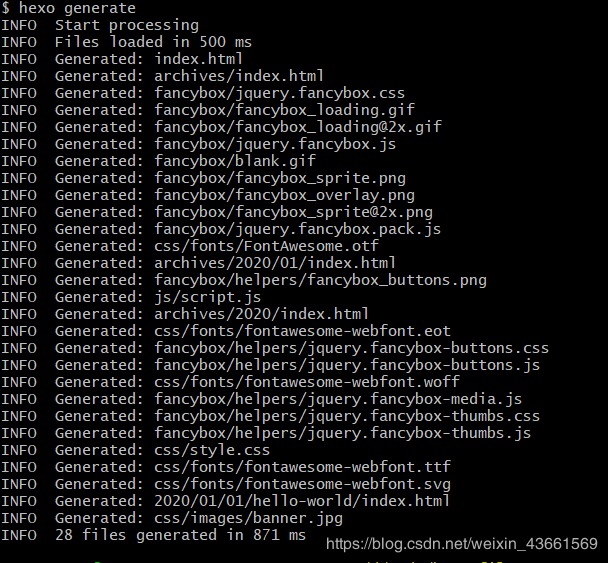 $ hexo generate
INFO  Start processing
INFO  Files loaded in 500 ms
INFO  Generated: index.html
INFO  Generated: archives/index.html
INFO  Generated: fancybox/jquery.fancybox.css
INFO  Generated: fancybox/fancybox_loading.gif
INFO  Generated: fancybox/fancybox_loading@2x.gif
INFO  Generated: fancybox/jquery.fancybox.js
INFO  Generated: fancybox/blank.gif
INFO  Generated: fancybox/fancybox_sprite.png
INFO  Generated: fancybox/fancybox_overlay.png
INFO  Generated: fancybox/fancybox_sprite@2x.png
INFO  Generated: fancybox/jquery.fancybox.pack.js
INFO  Generated: css/fonts/FontAwesome.otf
INFO  Generated: archives/2020/01/index.html
INFO  Generated: fancybox/helpers/fancybox_buttons.png
INFO  Generated: js/script.js
INFO  Generated: archives/2020/index.html
INFO  Generated: css/fonts/fontawesome-webfont.eot
INFO  Generated: fancybox/helpers/jquery.fancybox-buttons.css
INFO  Generated: fancybox/helpers/jquery.fancybox-buttons.js
INFO  Generated: css/fonts/fontawesome-webfont.woff
INFO  Generated: fancybox/helpers/jquery.fancybox-media.js
INFO  Generated: fancybox/helpers/jquery.fancybox-thumbs.css
INFO  Generated: fancybox/helpers/jquery.fancybox-thumbs.js
INFO  Generated: css/style.css
INFO  Generated: css/fonts/fontawesome-webfont.ttf
INFO  Generated: css/fonts/fontawesome-webfont.svg
INFO  Generated: 2020/01/01/hello-world/index.html
INFO  Generated: css/images/banner.jpg
INFO  28 files generated in 871 ms
https://blog.csdn.net/weixin_43661569